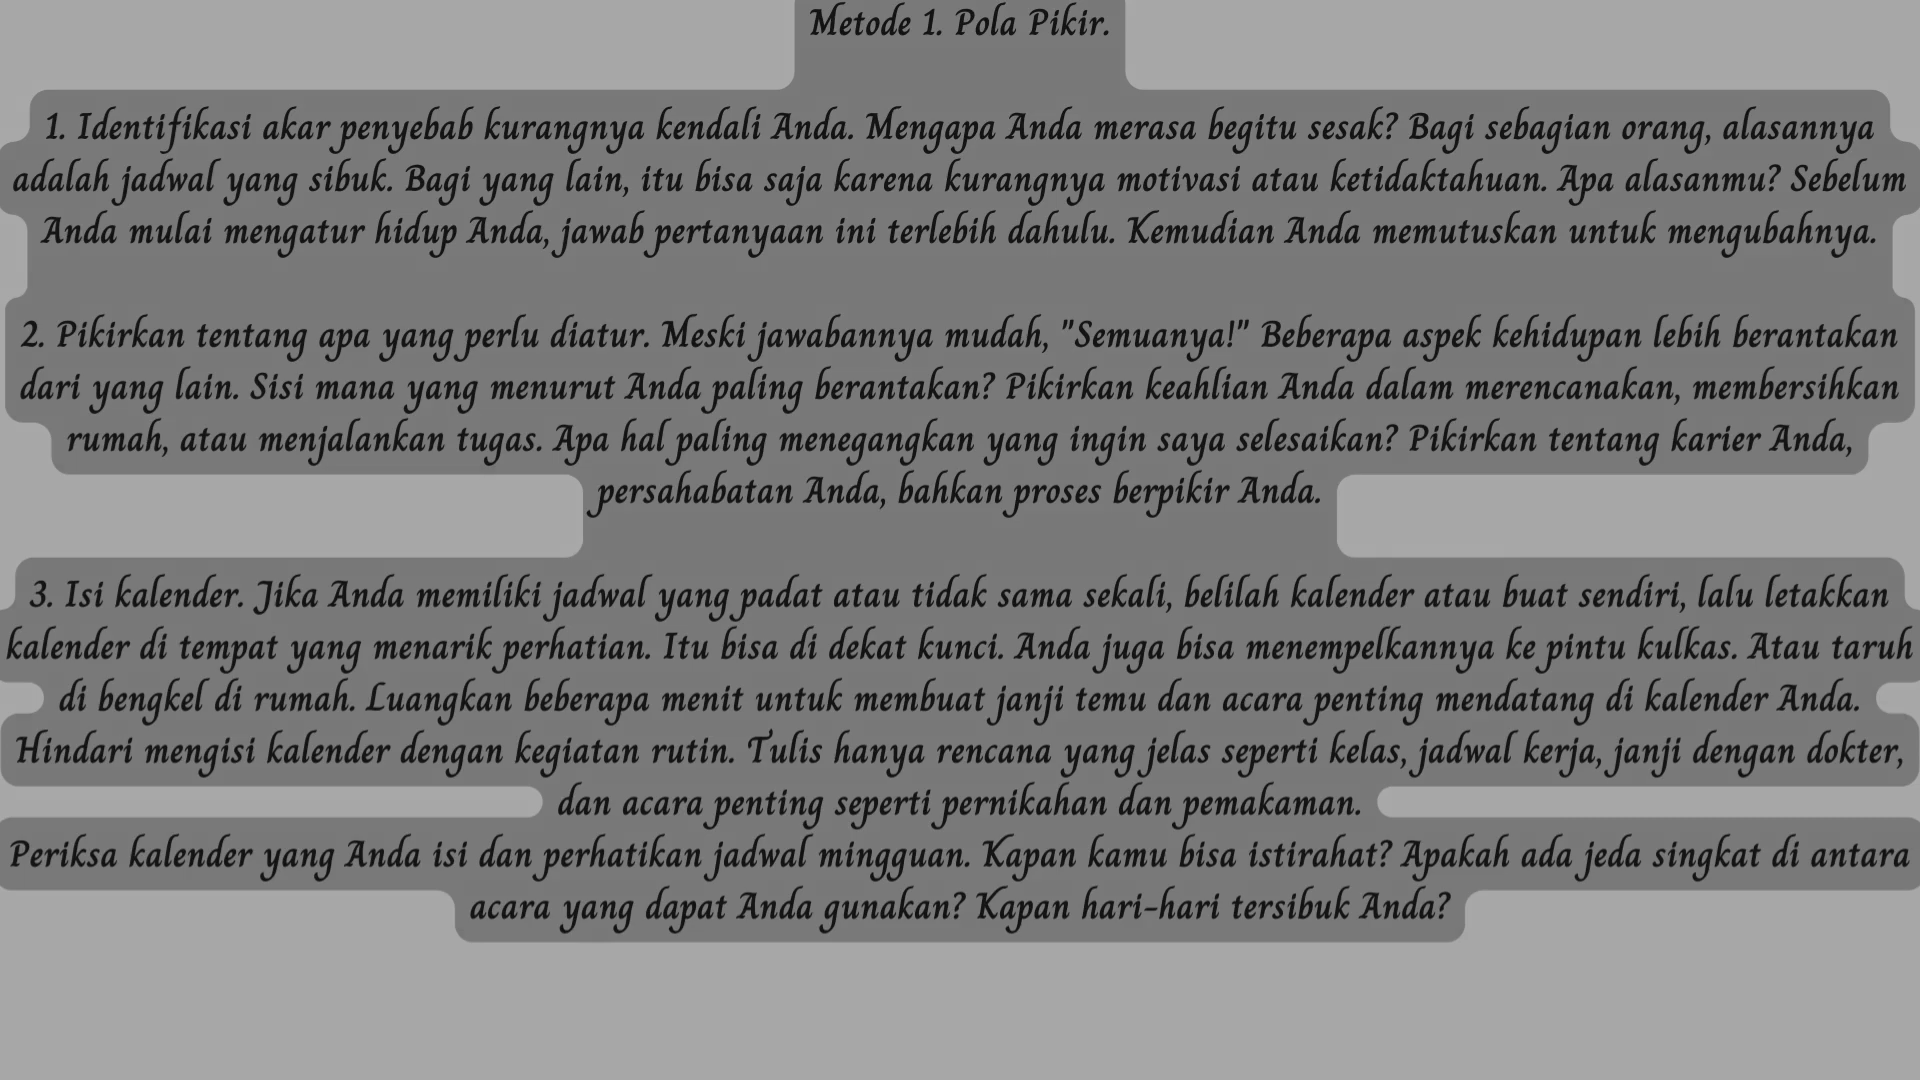 Metode 1. Pola Pikir.
1. Identifikasi akar penyebab kurangnya kendali Anda. Mengapa Anda merasa begitu sesak? Bagi sebagian orang, alasannya
adalah jadwal yang sibuk. Bagi yang lain, itu bisa saja karena kurangnya motivasi atau ketidaktahuan. Apa alasanmu? Sebelum
Anda mulai mengatur hidup Anda, jawab pertanyaan ini terlebih dahulu. Kemudian Anda memutuskan untuk mengubahnya.
2. Pikirkan tentang apa yang perlu diatur. Meski jawabannya mudah, "Semuanya!" Beberapa aspek kehidupan lebih berantakan
dari yang lain. Sisi mana yang menurut Anda paling berantakan? Pikirkan keahlian Anda dalam merencanakan, membersihkan
rumah, atau menjalankan tugas. Apa hal paling menegangkan yang ingin saya selesaikan? Pikirkan tentang karier Anda,
persahabatan Anda, bahkan proses berpikir Anda.
3. Isi kalender. Jika Anda memiliki jadwal yang padat atau tidak sama sekali, belilah kalender atau buat sendiri, lalu letakkan
kalender di tempat yang menarik perhatian. Itu bisa di dekat kunci. Anda juga bisa menempelkannya ke pintu kulkas. Atau taruh
di bengkel di rumah. Luangkan beberapa menit untuk membuat janji temu dan acara penting mendatang di kalender Anda.
Hindari mengisi kalender dengan kegiatan rutin. Tulis hanya rencana yang jelas seperti kelas, jadwal kerja, janji dengan dokter,
dan acara penting seperti pernikahan dan pemakaman.
Periksa kalender yang Anda isi dan perhatikan jadwal mingguan. Kapan kamu bisa istirahat? Apakah ada jeda singkat di antara
acara yang dapat Anda gunakan? Kapan hari-hari tersibuk Anda?